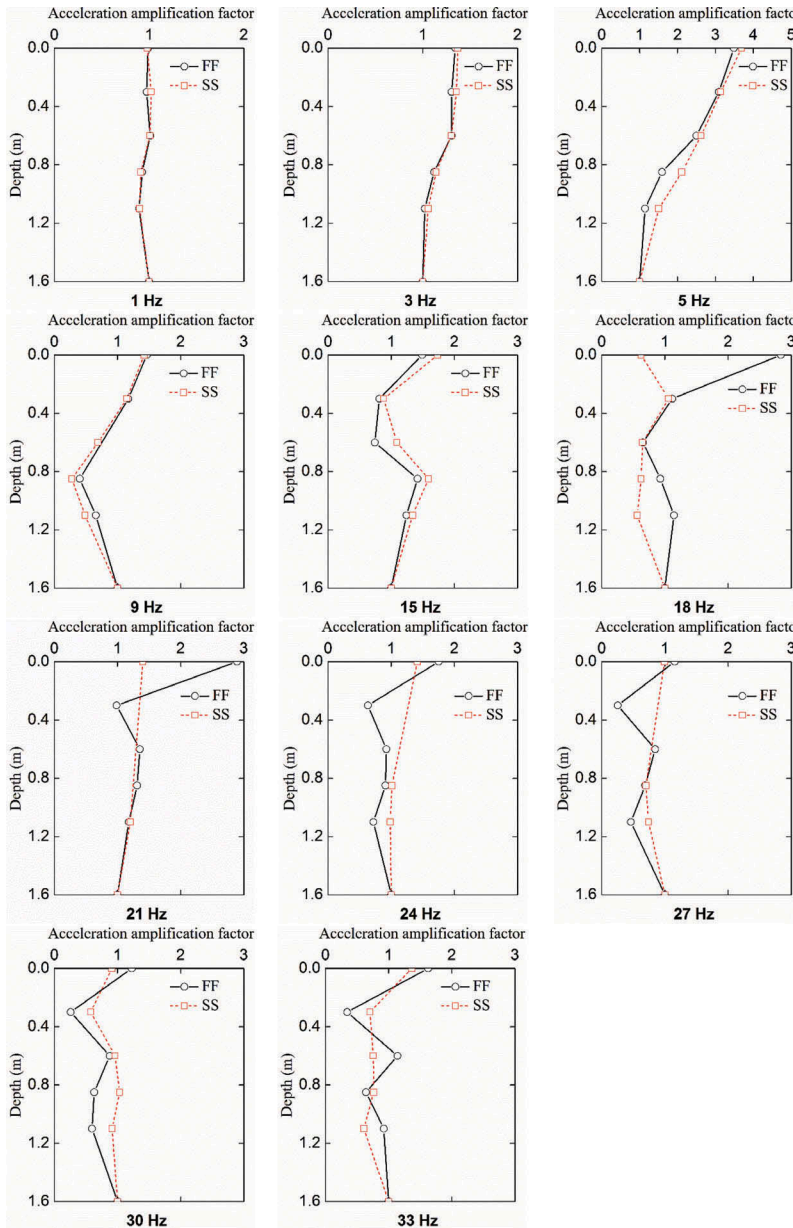 Acceleration amplification factor
0 1 2
0.0
0.4
0.8
1.2
1.6
Depth (m)
FF
SS
1 Hz
Acceleration amplification factor
0 1 2
0.0
0.4
0.8
1.2
1.6
Depth (m)
FF
SS
3 Hz
Acceleration amplification factor
0 1 2 3 4 5
0.0
0.4
0.8
1.2
1.6
Depth (m)
FF
SS
5 Hz
Acceleration amplification factor
0 1 2 3
0.0
0.4
0.8
1.2
1.6
Depth (m)
FF
SS
9 Hz
Acceleration amplification factor
0 1 2 3
0.0
0.4
0.8
1.2
1.6
Depth (m)
FF
SS
15 Hz
Acceleration amplification factor
0 1 2 3
0.0
0.4
0.8
1.2
1.6
Depth (m)
FF
SS
18 Hz
Acceleration amplification factor
0 1 2 3
0.0
0.4
0.8
1.2
1.6
Depth (m)
FF
SS
21 Hz
Acceleration amplification factor
0 1 2 3
0.0
0.4
0.8
1.2
1.6
Depth (m)
FF
SS
24 Hz
Acceleration amplification factor
0 1 2 3
0.0
0.4
0.8
1.2
1.6
Depth (m)
FF
SS
27 Hz
Acceleration amplification factor
0 1 2 3
0.0
0.4
0.8
1.2
1.6
Depth (m)
FF
SS
30 Hz
Acceleration amplification factor
0 1 2 3
0.0
0.4
0.8
1.2
1.6
Depth (m)
FF
SS
33 Hz